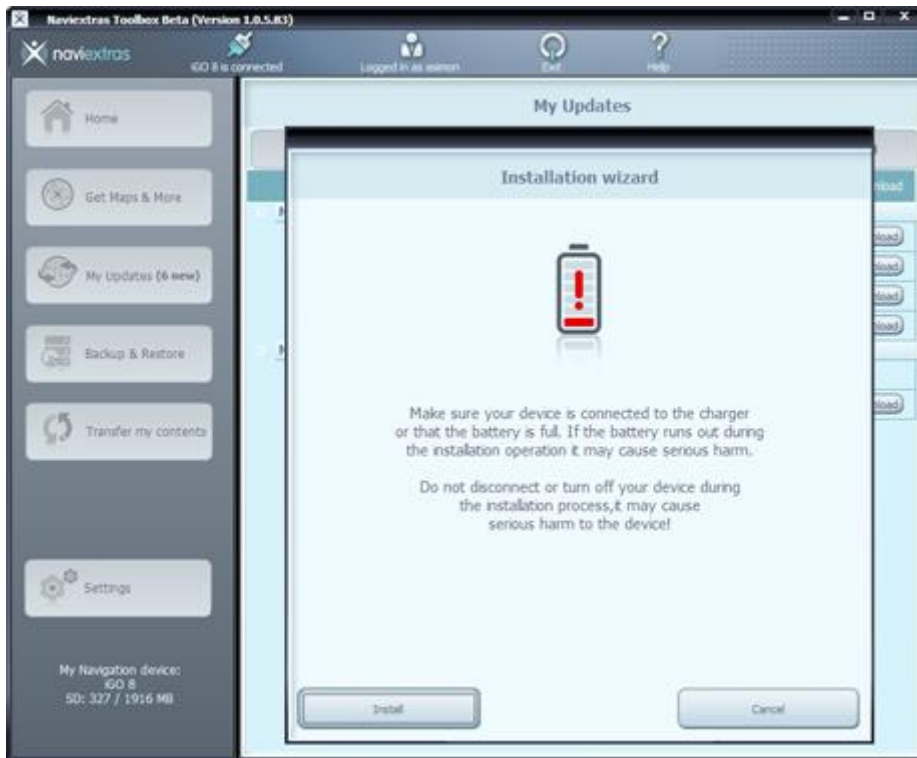 Naviextras Toolbox Beta (Version 1.0.5.83)
naviextras
iGO 8 is connected
Logged in as asimon
Exit
Help
Home
Get Maps & More
My Updates (6 new)
Backup & Restore
Transfer my contents
Settings
My Navigation device:
iGO 8
SD: 327 / 1916 MB
My Updates
Installation wizard
Make sure your device is connected to the charger
or that the battery is full. If the battery runs out during
the installation operation it may cause serious harm.
Do not disconnect or turn off your device during
the installation process,it may cause
serious harm to the device!
Install
Cancel